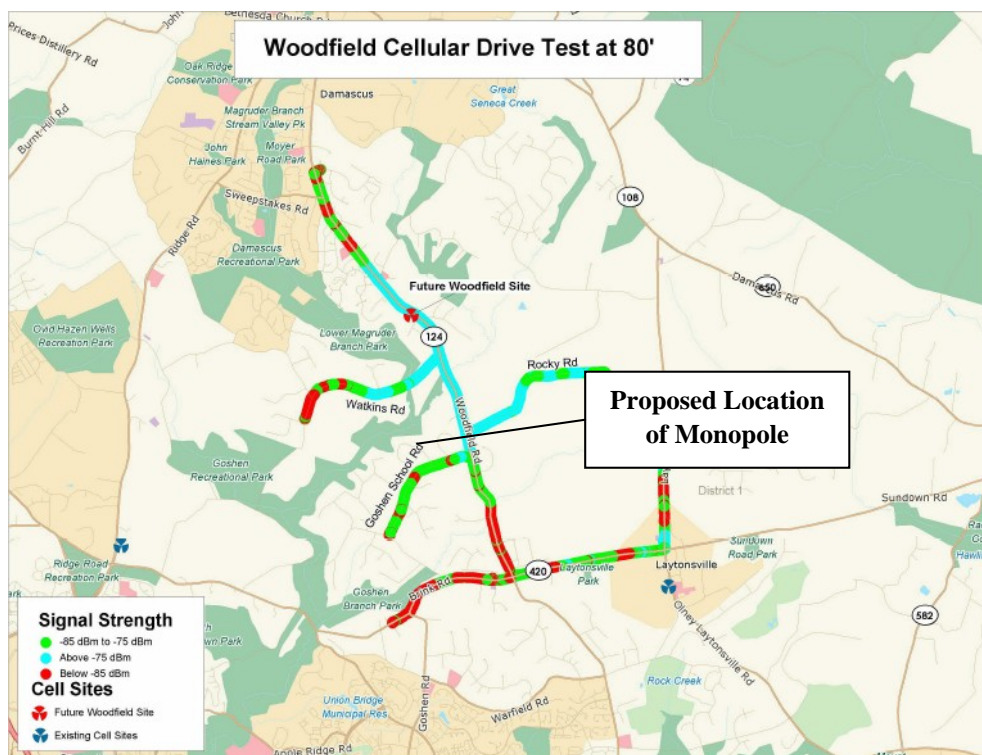 Bethesda Church Rd
Prices Distillery Rd
Woodfield Cellular Drive Test at 80'
Oak Ridge
Conservation Park
Damascus
Great
Seneca Creek
Burnt Hill Rd
Magruder Branch
Stream Valley Pk
John
Haines Park
Moyer
Road Park
108
Sweepstakes Rd
Ridge Rd
Damascus
Recreational Park
Damascus Rd
650
Future Woodfield Site
Ovid Hazen Wells
Recreation Park
Lower Magruder
Branch Park
124
Rocky Rd
Watkins Rd
Woodfield Rd
Proposed Location
of Monopole
Goshen School Rd
Goshen
Recreational Park
District 1
Sundown Rd
Sundown
Road Park
Ridge Road
Recreation Park
420
Laytonsville
Park
Laytonsville
Brink Rd
Goshen
Branch Park
582
Olney Laytonsville Rd
Signal Strength
-85 dBm to -75 dBm
Above -75 dBm
Below -85 dBm
Cell Sites
Future Woodfield Site
Existing Cell Sites
Rock Creek
Union Bridge
Municipal Res
Goshen Rd
Warfield Rd
Apple Ridge Rd